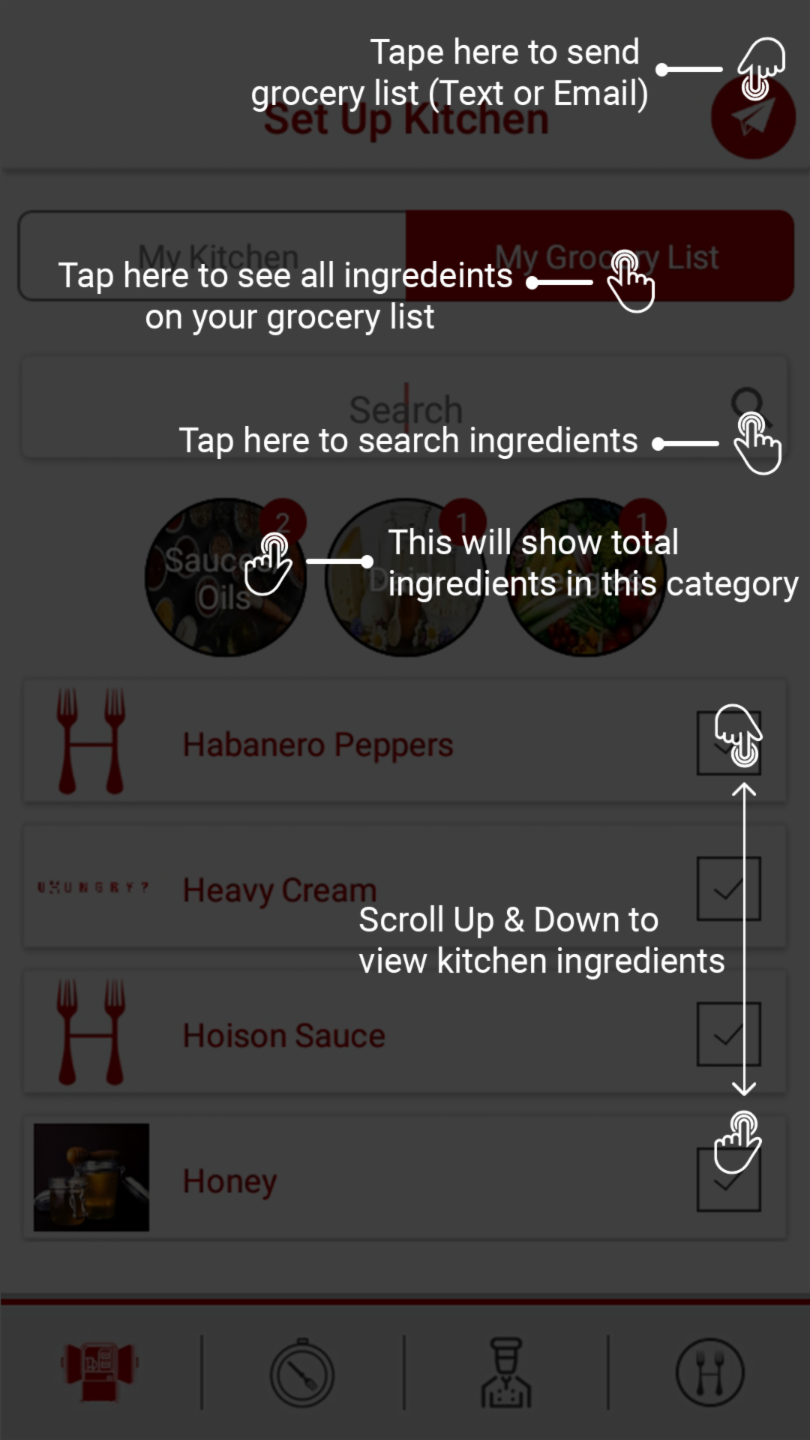 Tape here to send
grocery list (Text or Email)
Set Up Kitchen
My Kitchen
My Grocery List
Tap here to see all ingredeints
on your grocery list
Search
Tap here to search ingredients
2
1
1
This will show total
ingredients in this category
Oils
Habanero Peppers
UHUNGRY?
Heavy Cream
Scroll Up & Down to
view kitchen ingredients
Hoison Sauce
Honey